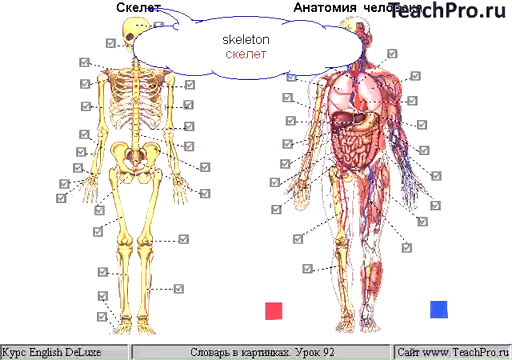 Скелет
Анатомия человека
TeachPro.ru
skeleton
скелет
Курс English DeLuxe
Словарь в картинках. Урок 92
Сайт www.TeachPro.ru